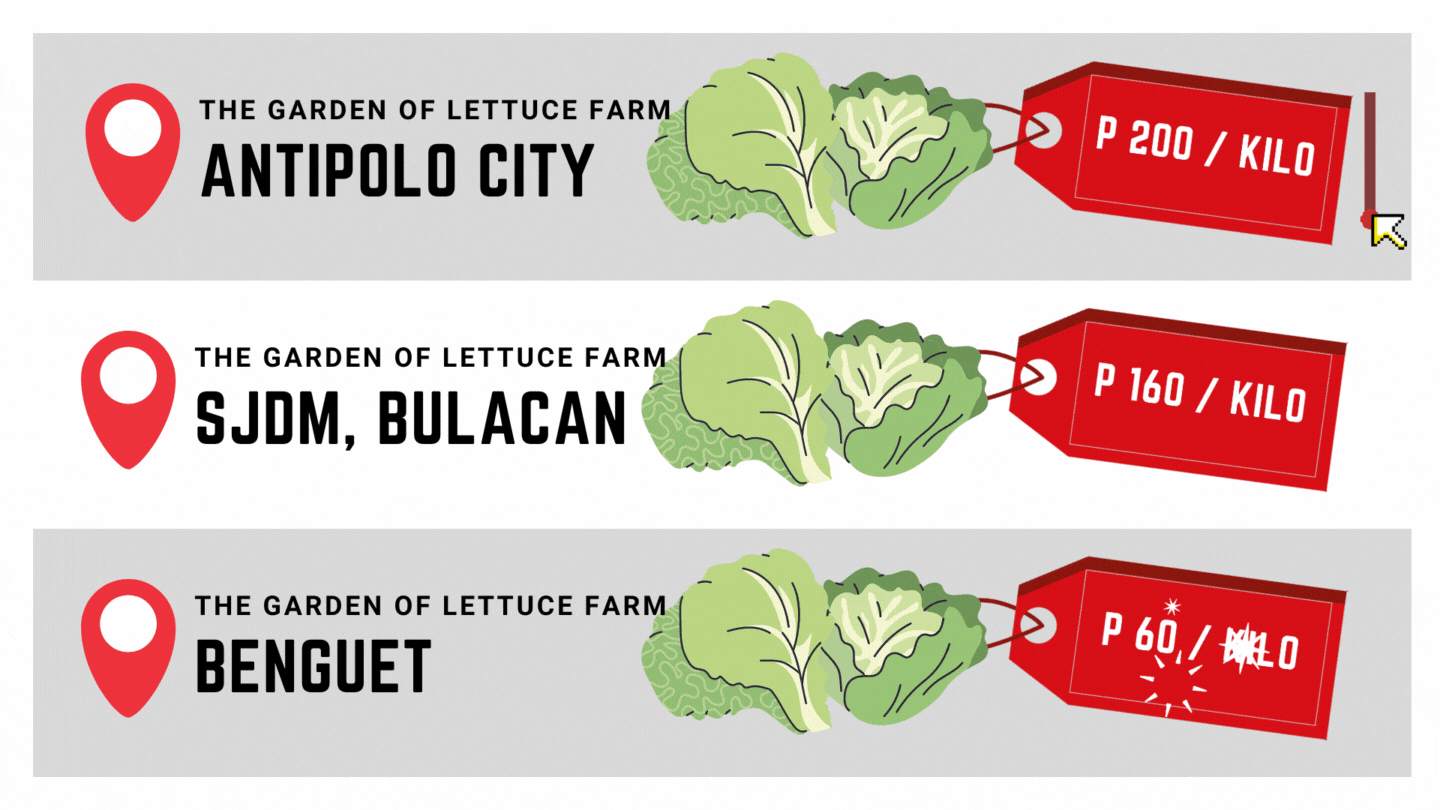 THE GARDEN OF LETTUCE FARM
ANTIPOLO CITY
P 200 / KILO
THE GARDEN OF LETTUCE FARM
SJDM, BULACAN
P 160 / KILO
THE GARDEN OF LETTUCE FARM
BENGUET
P 60 / KILO